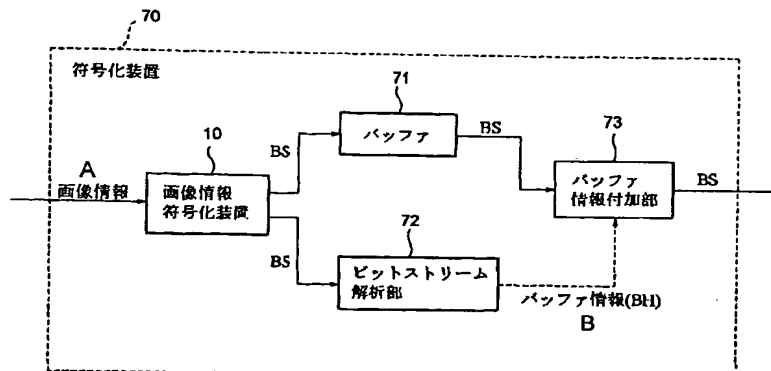 70
符号化装置
71
バッファ
BS
73
10
BS
A
画像情報
画像情報
符号化装置
バッファ
情報付加部
BS
72
BS
ビットストリーム
解析部
バッファ情報(BH)
B